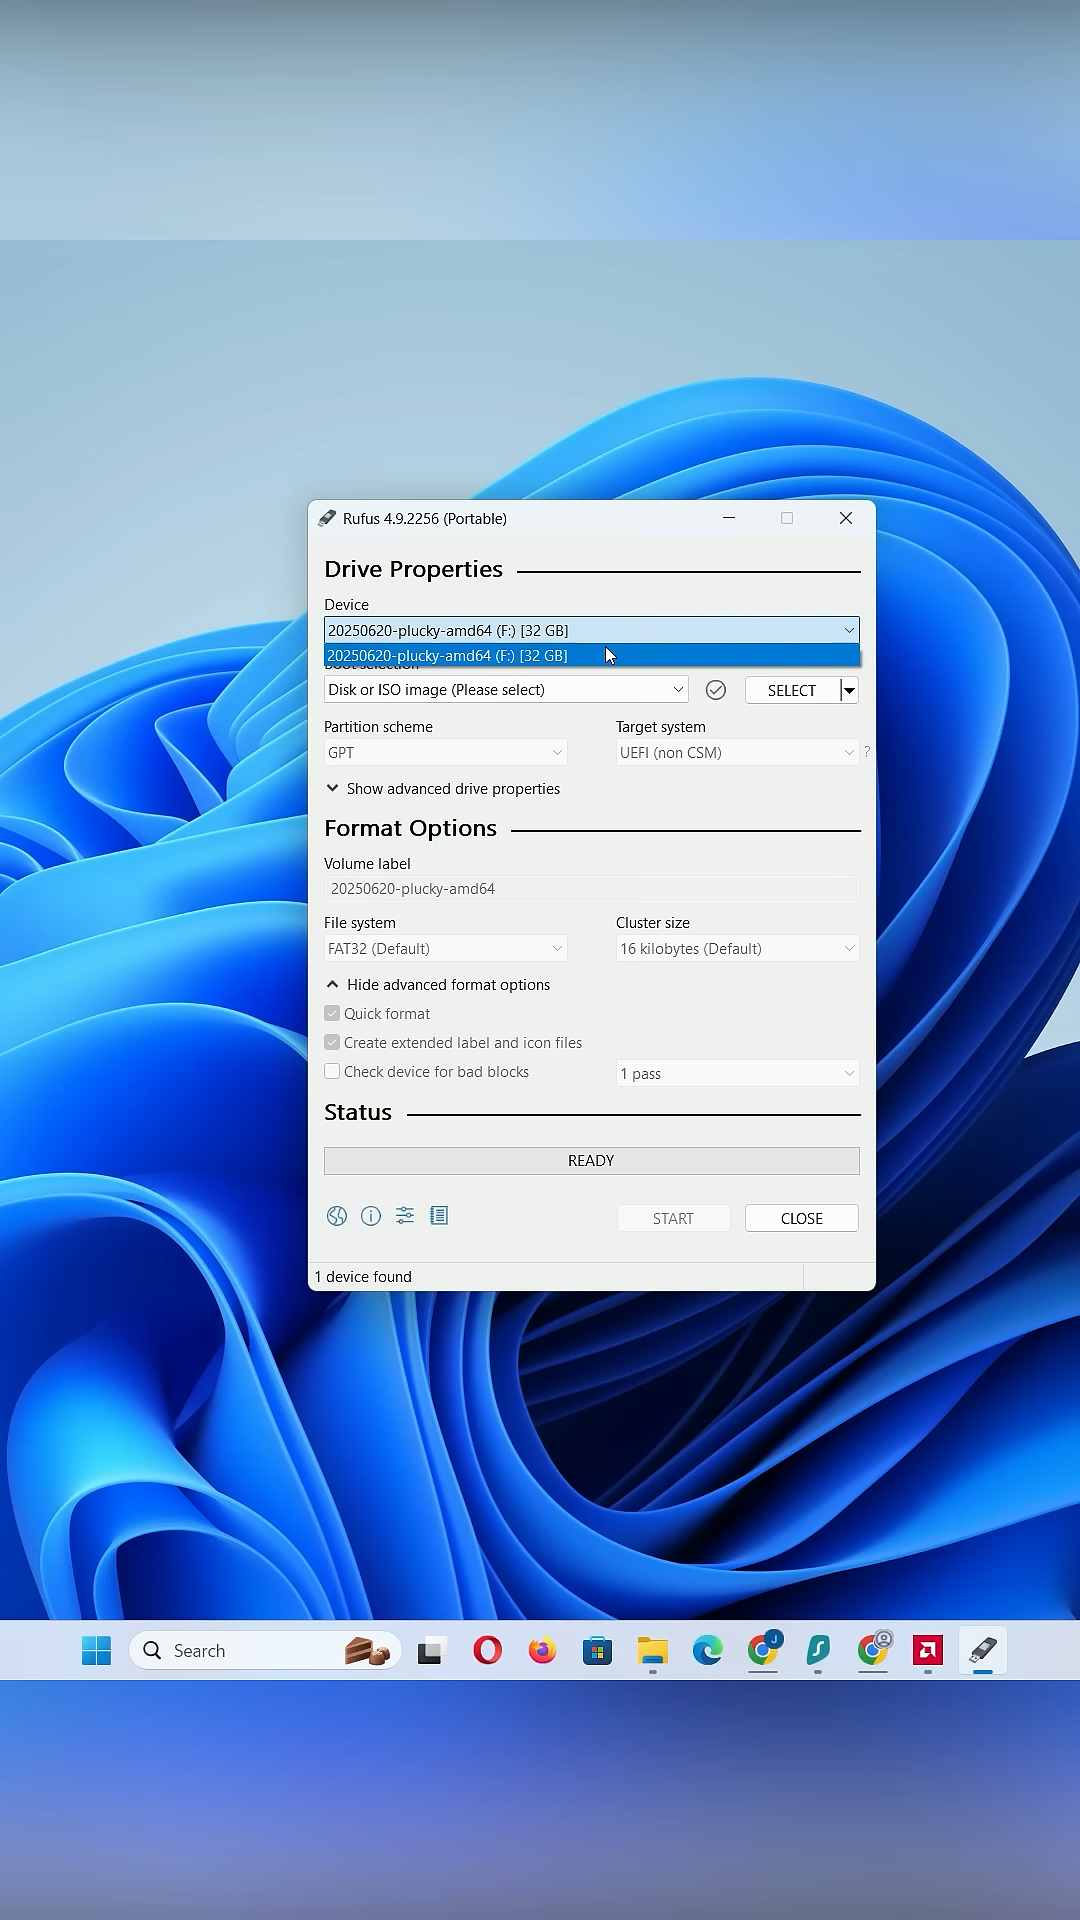 Rufus 4.9.2256 (Portable)
Drive Properties
Device
20250620-plucky-amd64 (F:) [32 GB]
20250620-plucky-amd64 (F:) [32 GB]
Boot selection
Disk or ISO image (Please select)
SELECT
Partition scheme
Target system
GPT
UEFI (non CSM)
?
Show advanced drive properties
Format Options
Volume label
20250620-plucky-amd64
File system
Cluster size
FAT32 (Default)
16 kilobytes (Default)
Hide advanced format options
Quick format
Create extended label and icon files
Check device for bad blocks
1 pass
Status
READY
START
CLOSE
1 device found
Search
J